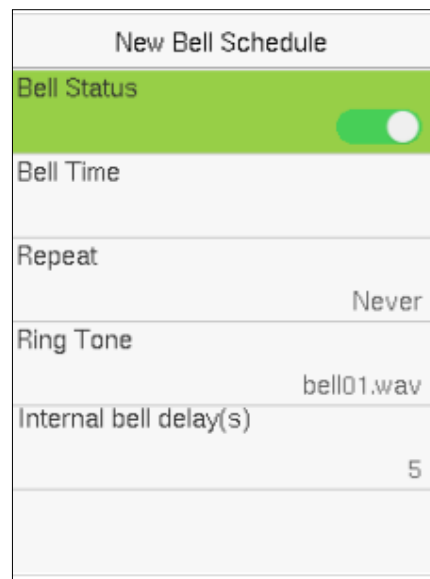 New Bell Schedule
Bell Status
Bell Time
Repeat
Never
Ring Tone
bell01.wav
Internal bell delay(s)
5